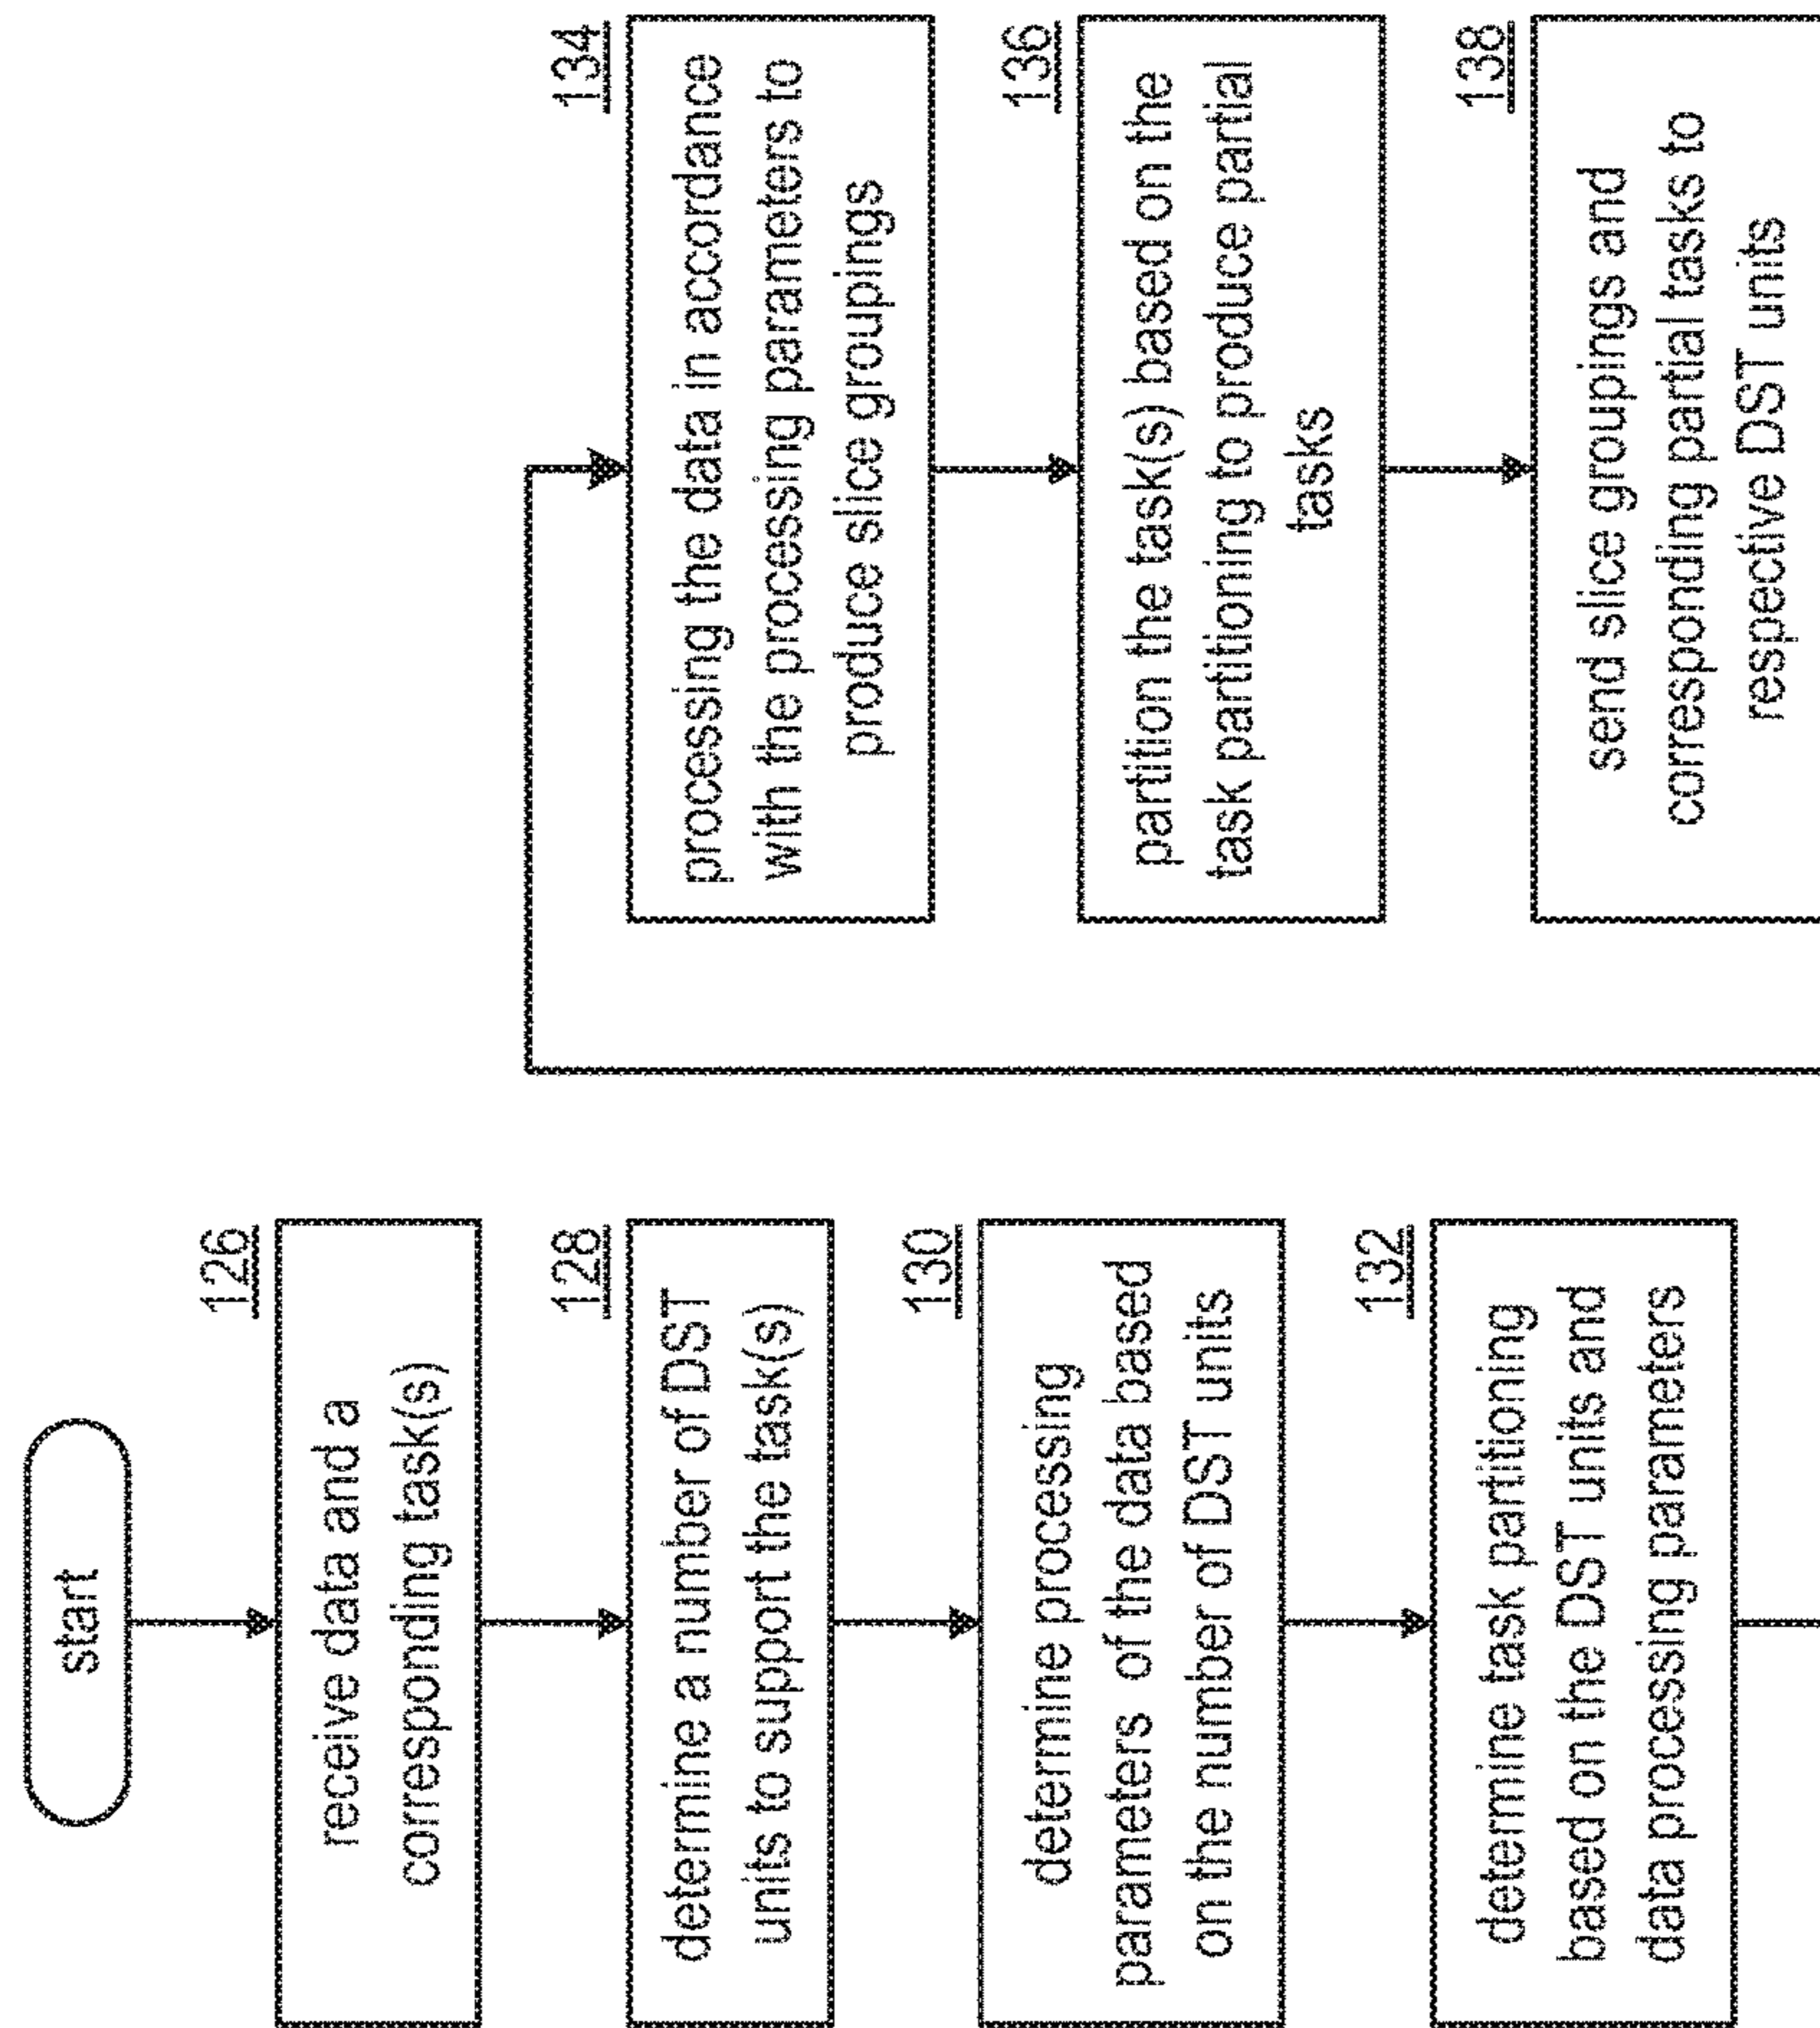 start
126
receive data and a
corresponding task(s)
128
determine a number of DST
units to support the task(s)
130
determine processing
parameters of the data based
on the number of DST units
132
determine task partitioning
based on the DST units and
data processing parameters
134
processing the data in accordance
with the processing parameters to
produce slice groupings
136
partition the task(s) based on the
task partitioning to produce partial
tasks
138
send slice groupings and
corresponding partial tasks to
respective DST units